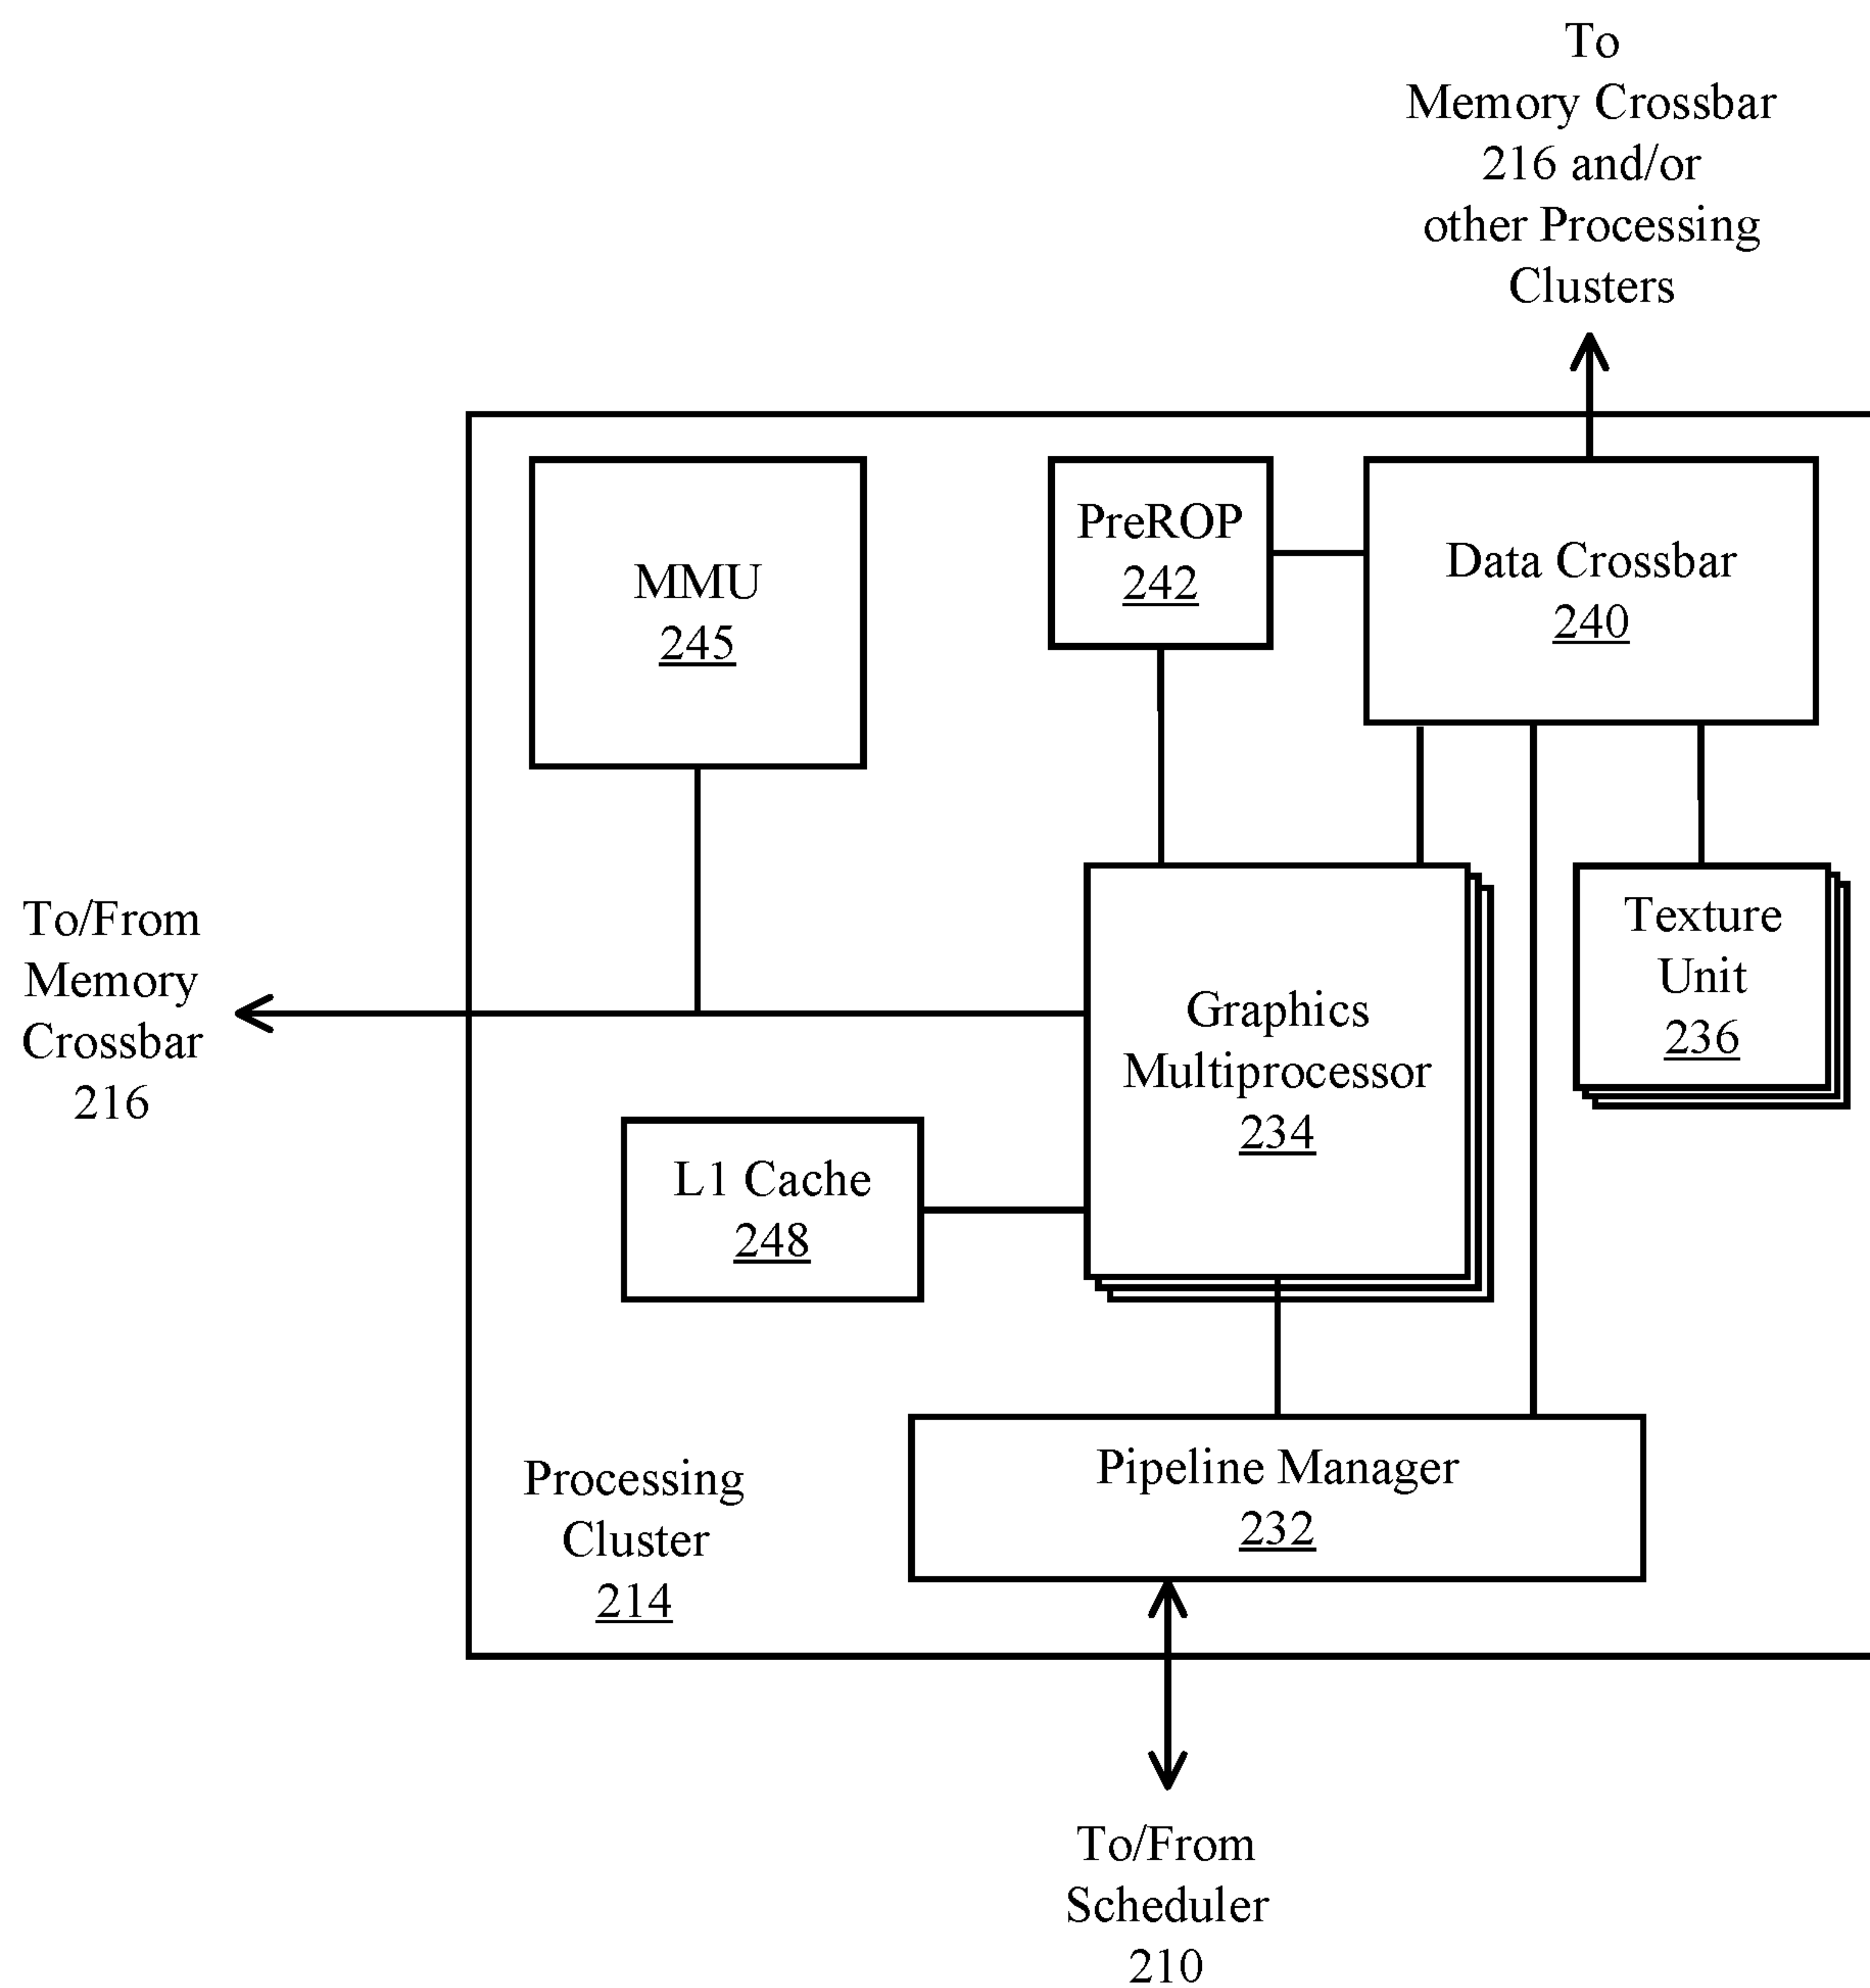 To
Memory Crossbar
216 and/or
other Processing
Clusters
MMU
245
PreROP
242
Data Crossbar
240
To/From
Memory
Crossbar
216
Graphics
Multiprocessor
234
Texture
Unit
236
L1 Cache
248
Processing
Cluster
214
Pipeline Manager
232
To/From
Scheduler
210